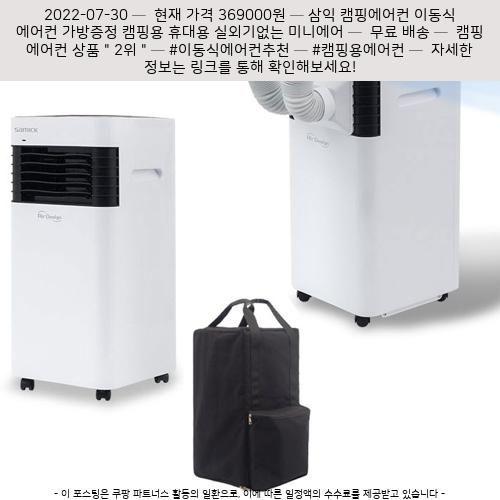 2022-07-30 ― 현재 가격 369000원 ― 삼익 캠핑에어컨 이동식
에어컨 가방증정 캠핑용 휴대용 실외기없는 미니에어 ― 무료 배송 ― 캠핑
에어컨 상품 " 2위 " ― #이동식에어컨추천 ― #캠핑용에어컨 ― 자세한
정보는 링크를 통해 확인해보세요!
SAMICK
Air Design
Air Design
- 이 포스팅은 쿠팡 파트너스 활동의 일환으로, 이에 따른 일정액의 수수료를 제공받고 있습니다 -